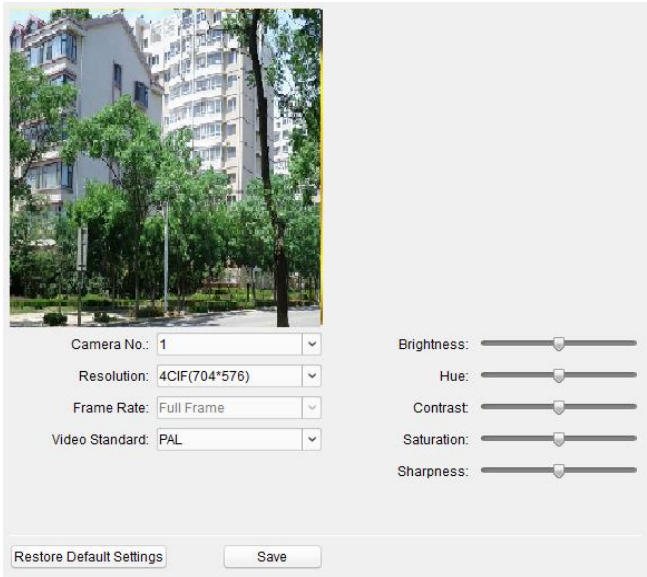 Camera No.: 1
Resolution: 4CIF(704*576)
Frame Rate: Full Frame
Video Standard: PAL
Brightness:
Hue:
Contrast:
Saturation:
Sharpness:
Restore Default Settings
Save